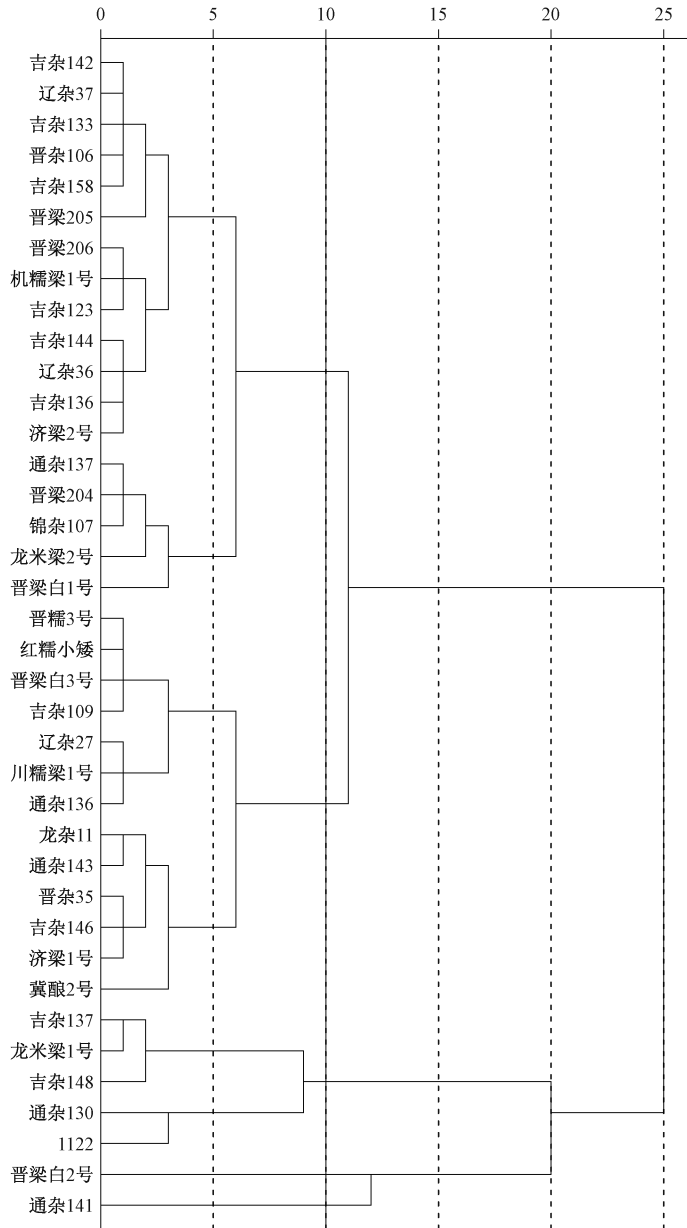 0 5 10 15 20 25
吉杂142
辽杂37
吉杂133
晋杂106
吉杂158
晋梁205
晋梁206
机糯梁1号
吉杂123
吉杂144
辽杂36
吉杂136
济梁2号
通杂137
晋梁204
锦杂107
龙米梁2号
晋梁白1号
晋糯3号
红糯小矮
晋梁白3号
吉杂109
辽杂27
川糯梁1号
通杂136
龙杂11
通杂143
晋杂35
吉杂146
济梁1号
冀酿2号
吉杂137
龙米梁1号
吉杂148
通杂130
1122
晋梁白2号
通杂141